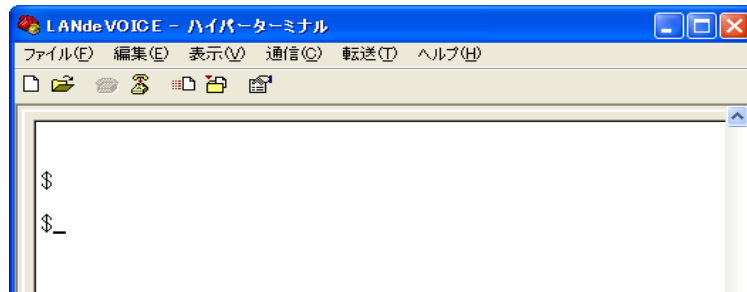 LANdeVOICE - ハイパーターミナル
ファイル(F) 編集(E) 表示(V) 通信(C) 転送(T) ヘルプ(H)
$
$_